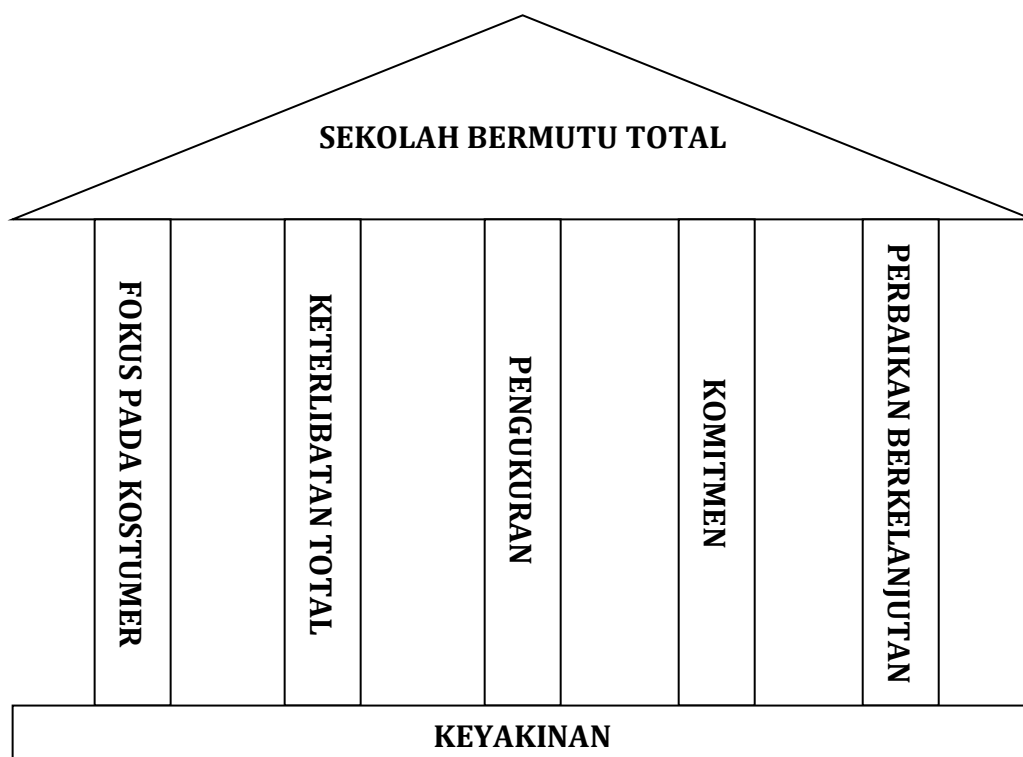 SEKOLAH BERMUTU TOTAL
FOKUS PADA KOSTUMER
KETERLIBATAN TOTAL
PENGUKURAN
KOMITMEN
PERBAIKAN BERKELANJUTAN
KEYAKINAN